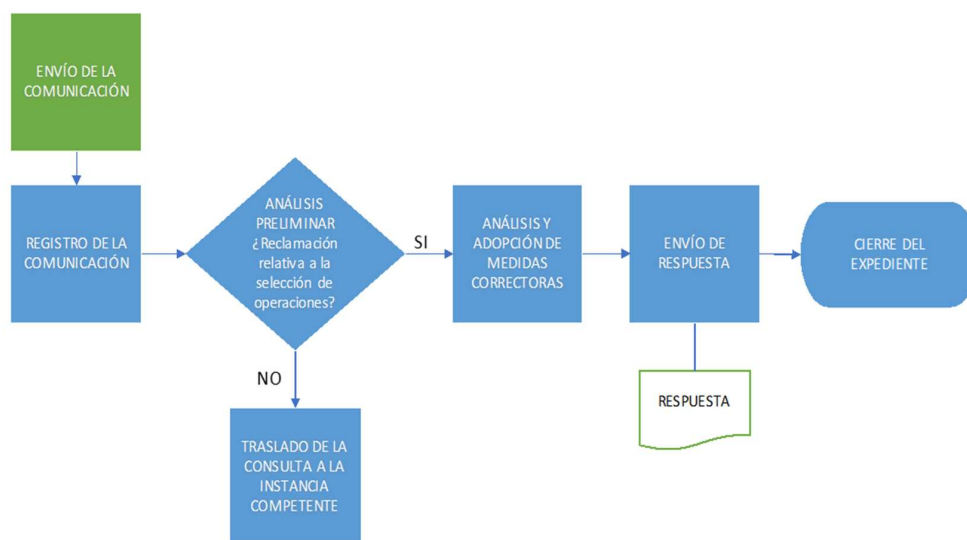 ENVÍO DE LA
COMUNICACIÓN
REGISTRO DE LA
COMUNICACIÓN
ANÁLISIS
PRELIMINAR
¿Reclamación
relativa a la
selección de
operaciones?
SI
ANÁLISIS Y
ADOPCIÓN DE
MEDIDAS
CORRECTORAS
ENVÍO DE
RESPUESTA
CIERRE DEL
EXPEDIENTE
NO
RESPUESTA
TRASLADO DE LA
CONSULTA A LA
INSTANCIA
COMPETENTE